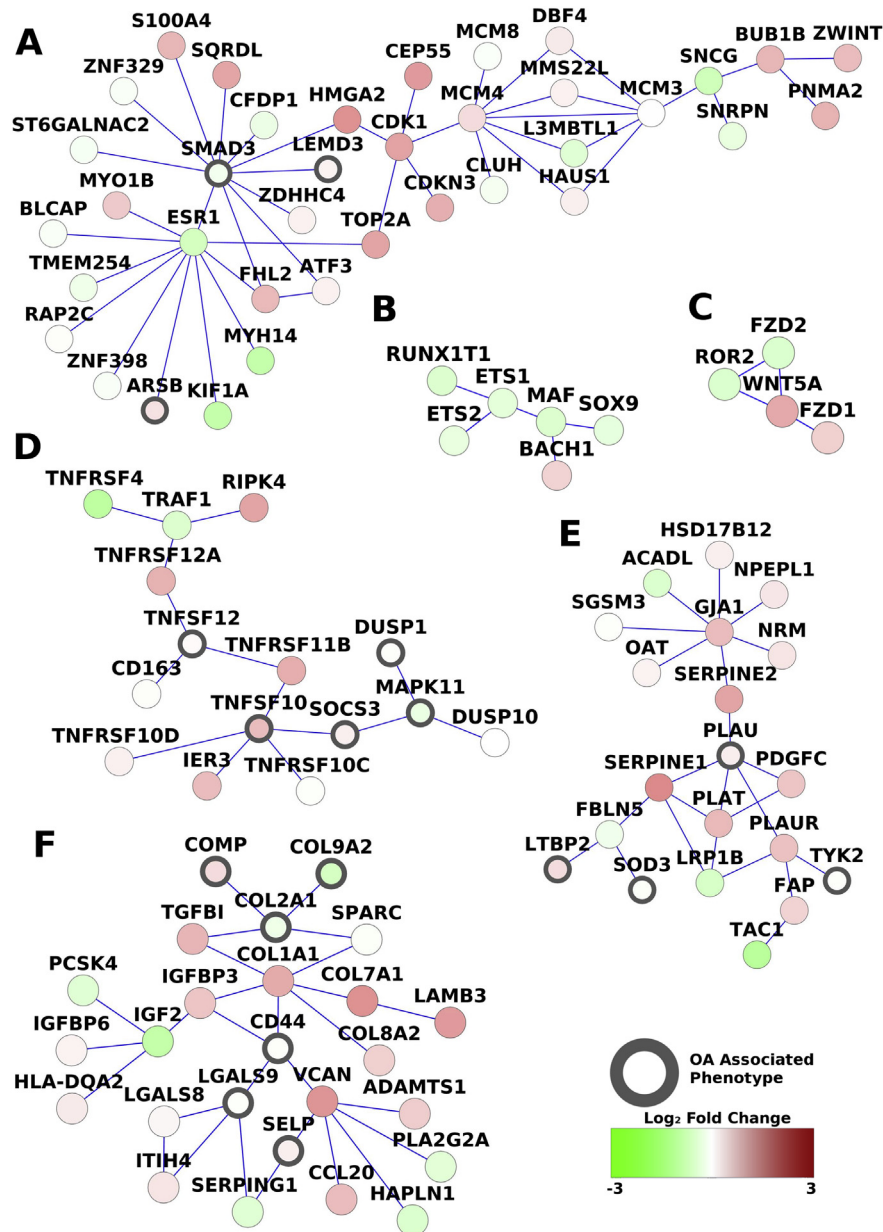 A
S100A4
SQRDL
ZNF329
CFDP1
ST6GALNAC2
SMAD3
LEMD3
HMGA2
CEP55
CDK1
MCM8
MCM4
DBF4
MMS22L
MCM3
L3MBTL1
CLUH
HAUS1
SNCG
SNRPN
BUB1B
ZWINT
PNMA2
MYO1B
ZDHHC4
CDKN3
BLCAP
ESR1
TOP2A
TMEM254
FHL2
ATF3
RAP2C
ZNF398
MYH14
ARSB
KIF1A
B
RUNX1T1
ETS1
MAF
SOX9
ETS2
BACH1
C
FZD2
ROR2
WNT5A
FZD1
D
TNFRSF4
TRAF1
RIPK4
TNFRSF12A
TNFSF12
TNFRSF11B
DUSP1
CD163
MAPK11
TNFSF10
SOCS3
DUSP10
TNFRSF10D
IER3
TNFRSF10C
E
HSD17B12
ACADL
NPEPL1
SGSM3
GJA1
OAT
NRM
SERPINE2
PLAU
SERPINE1
PDGFC
FBLN5
PLAT
PLAUR
LTBP2
SOD3
LRP1B
TYK2
FAP
TAC1
F
COMP
COL9A2
COL2A1
TGFBI
SPARC
COL1A1
PCSK4
IGFBP3
COL7A1
LAMB3
IGFBP6
IGF2
CD44
COL8A2
HLA-DQA2
LGALS8
LGALS9
VCAN
ADAMTS1
SELP
PLA2G2A
ITIH4
SERPING1
CCL20
HAPLN1
OA Associated
Phenotype
Log₂ Fold Change
-3
3